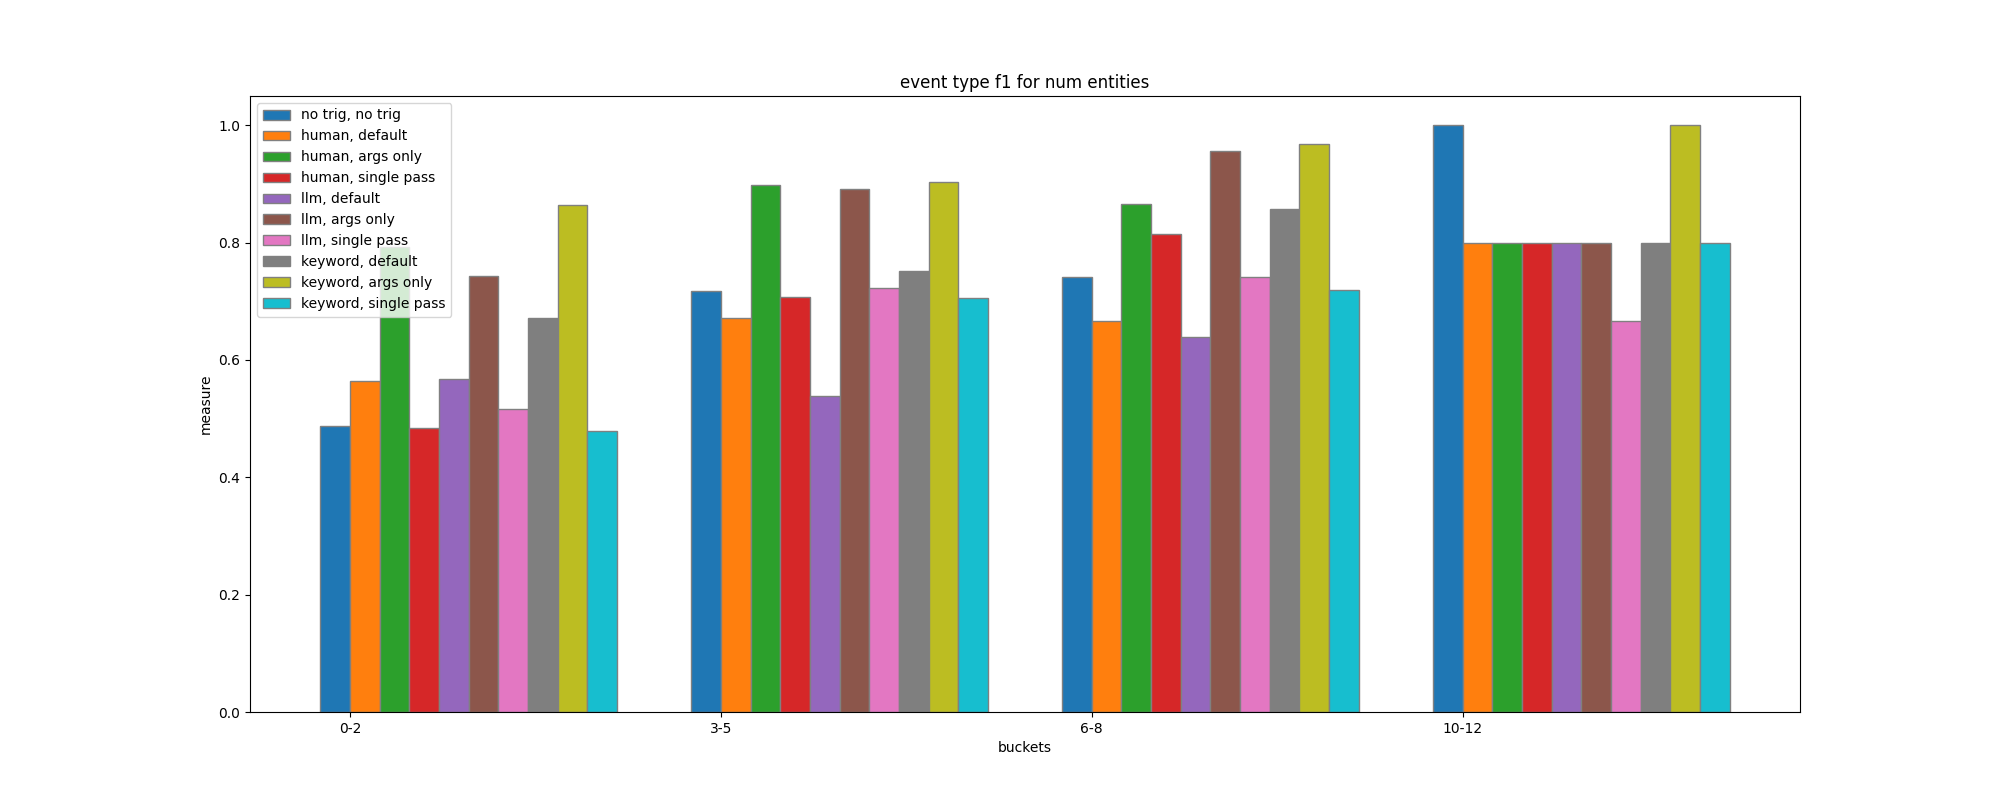 event type f1 for num entities
no trig, no trig
human, default
human, args only
human, single pass
llm, default
llm, args only
llm, single pass
keyword, default
keyword, args only
keyword, single pass
1.0
0.8
0.6
0.4
0.2
0.0
measure
0-2 3-5 6-8 10-12
buckets